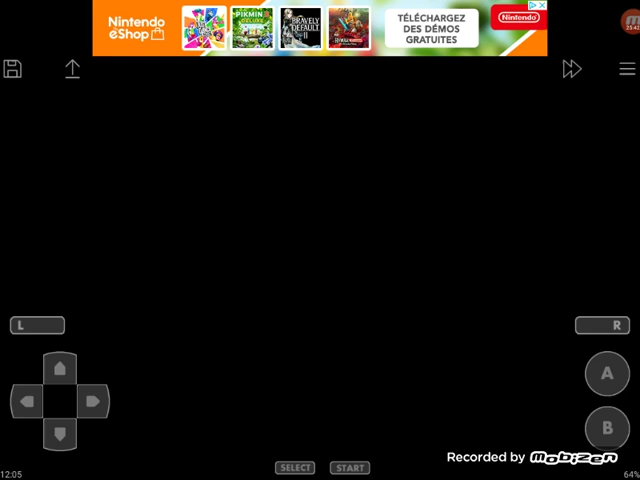 Nintendo
eShop
PIKMIN
BRAVELY
DEFAULT
II
TÉLÉCHARGEZ
DES DÉMOS
GRATUITES
Nintendo
L
R
A
B
SELECT
START
Recorded by Mobizen
12:05
64%